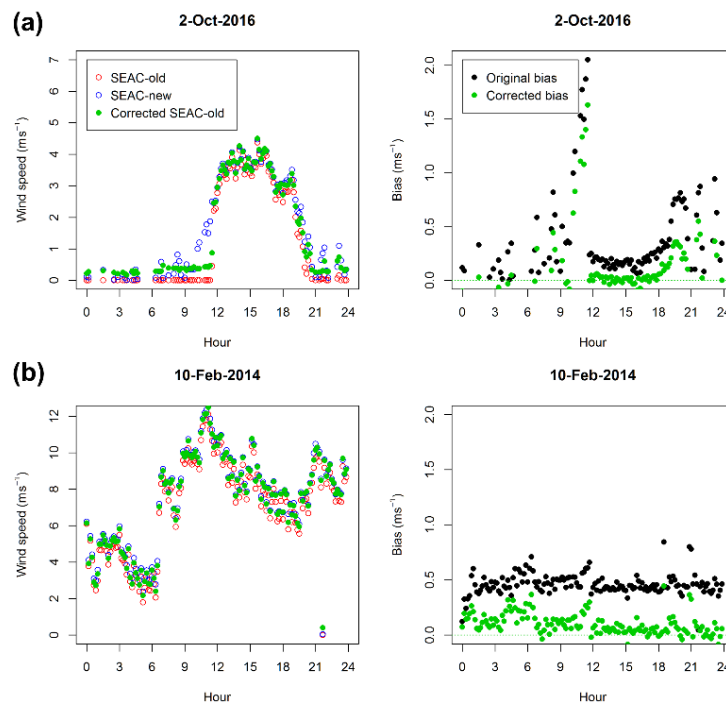 (a)
2-Oct-2016
SEAC-old
SEAC-new
Corrected SEAC-old
Wind speed (ms⁻¹)
7
6
5
4
3
2
1
0
0 3 6 9 12 15 18 21 24
Hour
2-Oct-2016
Original bias
Corrected bias
Bias (ms⁻¹)
2.0
1.5
1.0
0.5
0.0
0 3 6 9 12 15 18 21 24
Hour
(b)
10-Feb-2014
Wind speed (ms⁻¹)
12
10
8
6
4
2
0
0 3 6 9 12 15 18 21 24
Hour
10-Feb-2014
Bias (ms⁻¹)
2.0
1.5
1.0
0.5
0.0
0 3 6 9 12 15 18 21 24
Hour